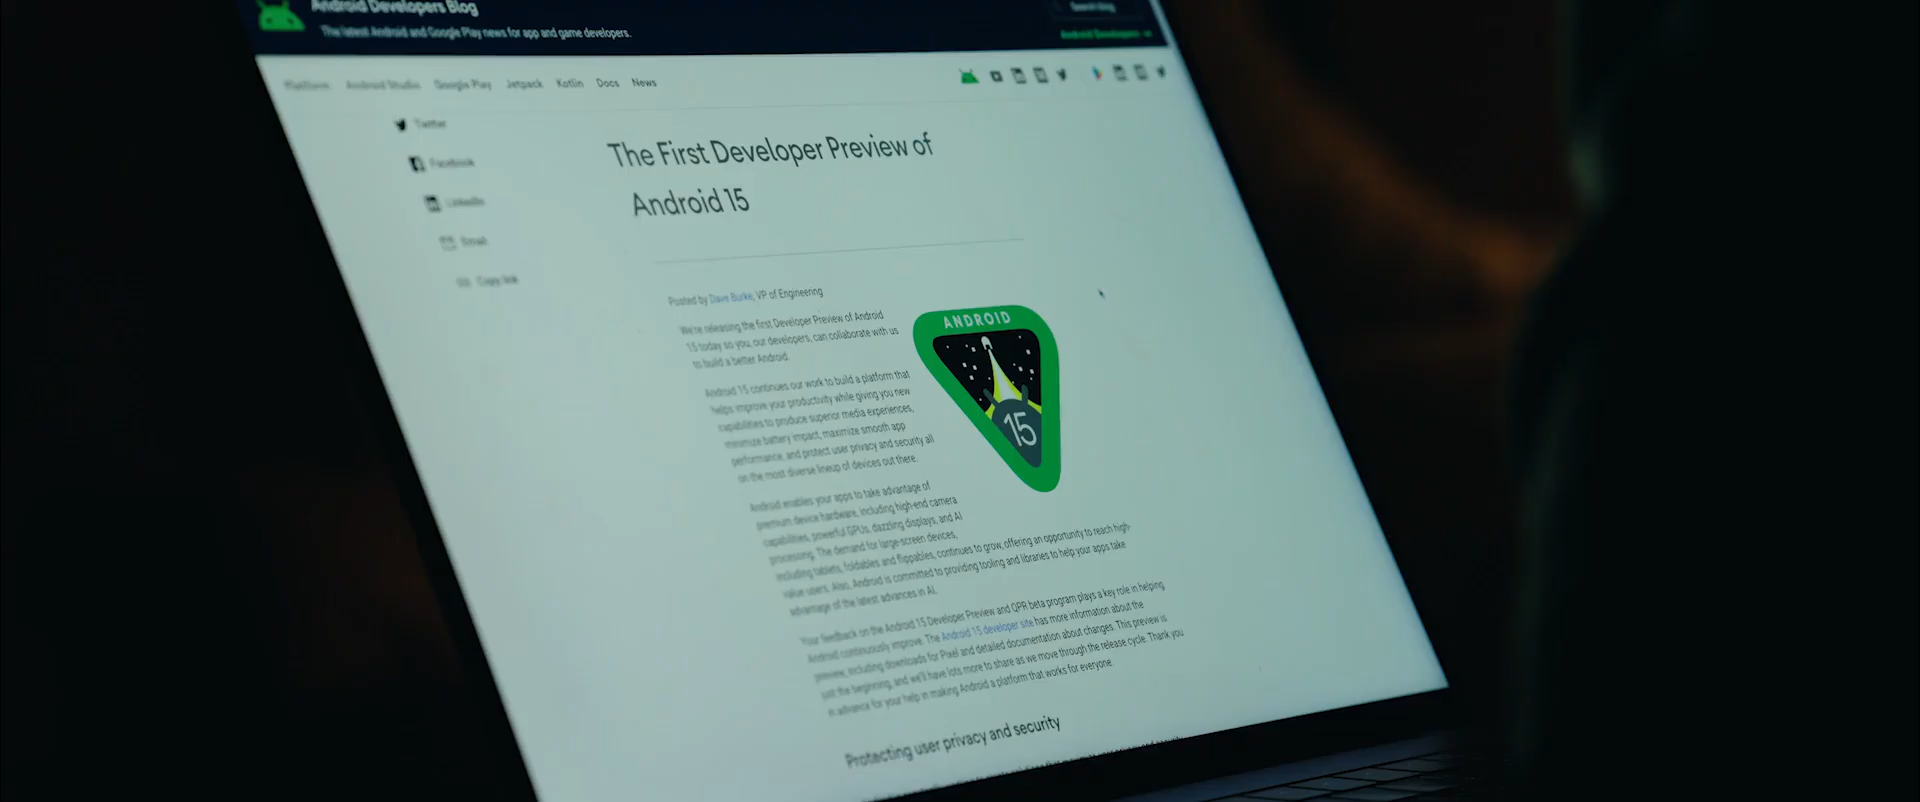 Android Developers Blog
Search blog
The latest Android and Google Play news for app and game developers.
Android Developers
Platform Android Studio Google Play Jetpack Kotlin Docs News
Twitter
Facebook
LinkedIn
Email
Copy link
The First Developer Preview of
Android 15
Posted by Dave Burke, VP of Engineering
We're releasing the first Developer Preview of Android
15 today so you, our developers, can collaborate with us
to build a better Android.
ANDROID
15
Android 15 continues our work to build a platform that
helps improve your productivity while giving you new
capabilities to produce superior media experiences,
minimize battery impact, maximize smooth app
performance, and protect user privacy and security all
on the most diverse lineup of devices out there.
Android enables your apps to take advantage of
premium device hardware, including high-end camera
capabilities, powerful GPUs, dazzling displays, and AI
processing. The demand for large-screen devices,
including tablets, foldables and flippables, continues to grow, offering an opportunity to reach high-
value users. Also, Android is committed to providing tooling and libraries to help your apps take
advantage of the latest advances in AI.
Your feedback on the Android 15 Developer Preview and QPR beta program plays a key role in helping
Android continuously improve. The Android 15 developer site has more information about the
preview, including downloads for Pixel and detailed documentation about changes. This preview is
just the beginning, and we'll have lots more to share as we move through the release cycle. Thank you
in advance for your help in making Android a platform that works for everyone.
Protecting user privacy and security